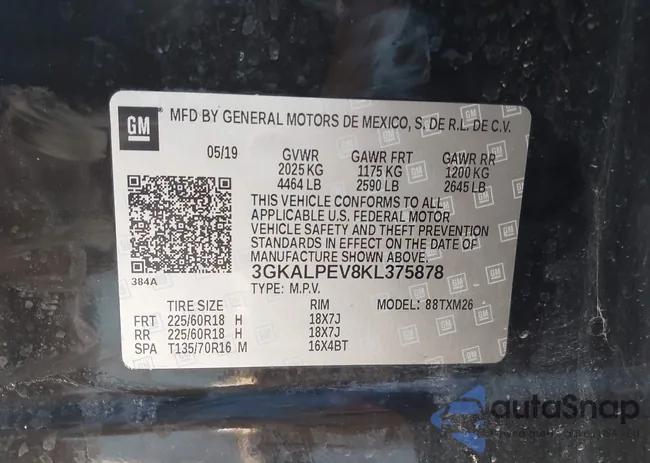 GM
MFD BY GENERAL MOTORS DE MEXICO, S. DE R.L. DE C.V.
05/19 GVWR GAWR FRT GAWR RR
2025 KG 1175 KG 1200 KG
4464 LB 2590 LB 2645 LB
THIS VEHICLE CONFORMS TO ALL
APPLICABLE U.S. FEDERAL MOTOR
VEHICLE SAFETY AND THEFT PREVENTION
STANDARDS IN EFFECT ON THE DATE OF
MANUFACTURE SHOWN ABOVE.
384A
3GKALPEV8KL375878
TYPE: M.P.V. MODEL: 88TXM26
TIRE SIZE RIM
FRT 225/60R18 H 18X7J
RR 225/60R18 H 18X7J
SPA T135/70R16 M 16X4BT
autoSnap